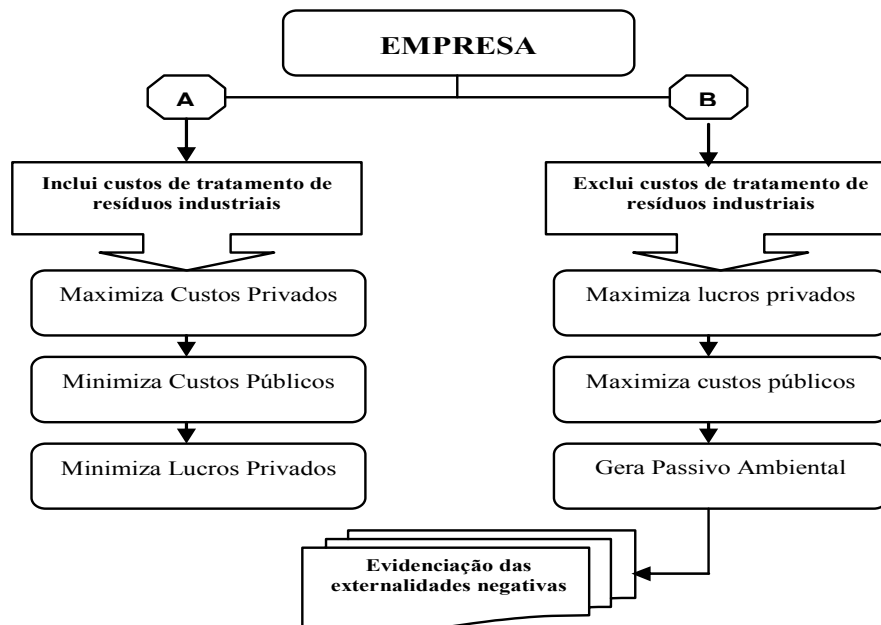 EMPRESA
A
B
Inclui custos de tratamento de
resíduos industriais
Exclui custos de tratamento de
resíduos industriais
Maximiza Custos Privados
Maximiza lucros privados
Minimiza Custos Públicos
Maximiza custos públicos
Minimiza Lucros Privados
Gera Passivo Ambiental
Evidenciação das
externalidades negativas